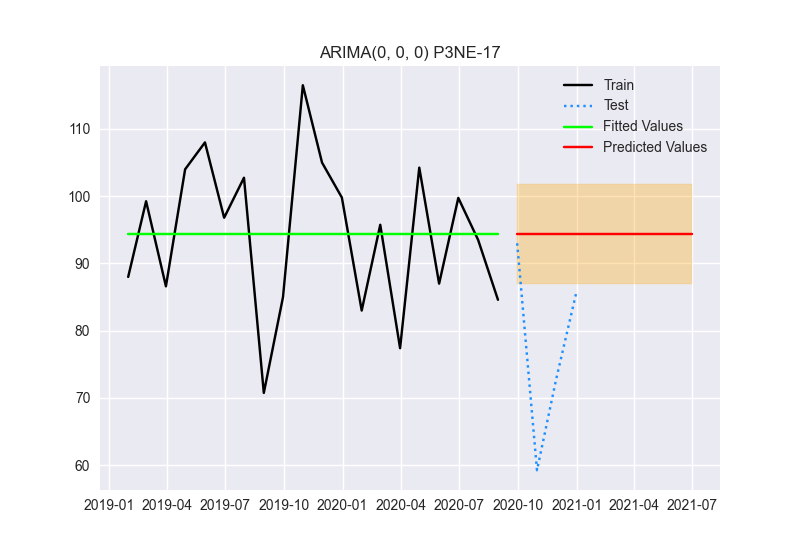 ARIMA(0, 0, 0) P3NE-17
Train
Test
Fitted Values
Predicted Values
110
100
90
80
70
60
2019-01 2019-04 2019-07 2019-10 2020-01 2020-04 2020-07 2020-10 2021-01 2021-04 2021-07